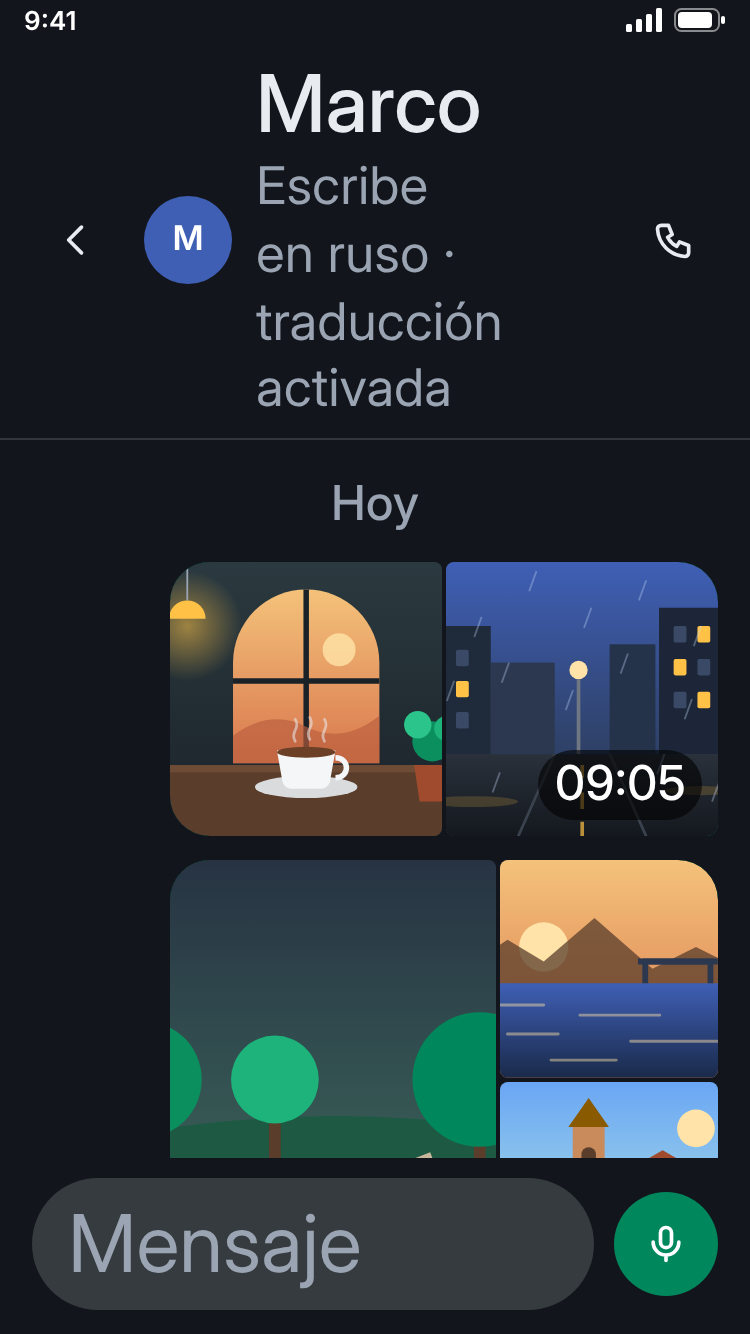 9:41
Marco
M
Escribe
en ruso ·
traducción
activada
Hoy
09:05
Mensaje